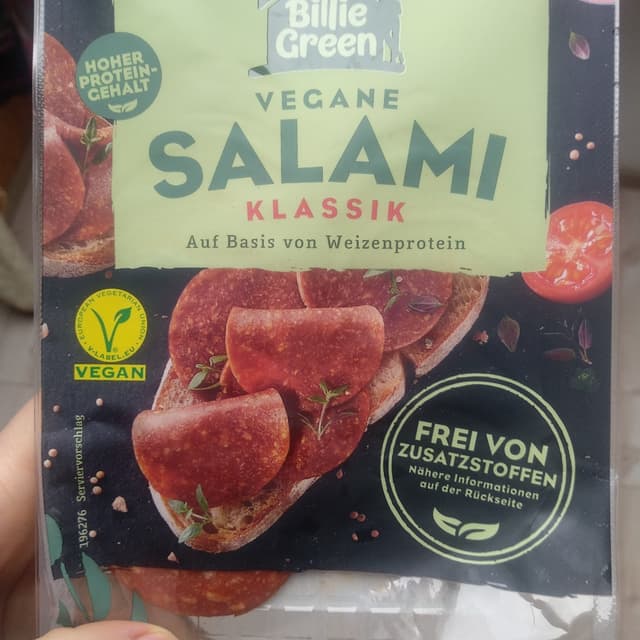 Billie
Green
HOHER
PROTEIN-
GEHALT
VEGANE
SALAMI
KLASSIK
Auf Basis von Weizenprotein
EUROPEAN VEGETARIAN UNION
V-LABEL.EU
VEGAN
FREI VON
ZUSATZSTOFFEN
Nähere Informationen
auf der Rückseite
196276 Serviervorschlag